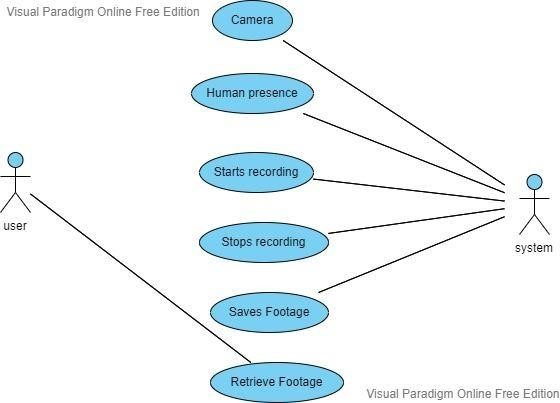 Visual Paradigm Online Free Edition
Camera
Human presence
Starts recording
Stops recording
Saves Footage
Retrieve Footage
user
system
Visual Paradigm Online Free Edition